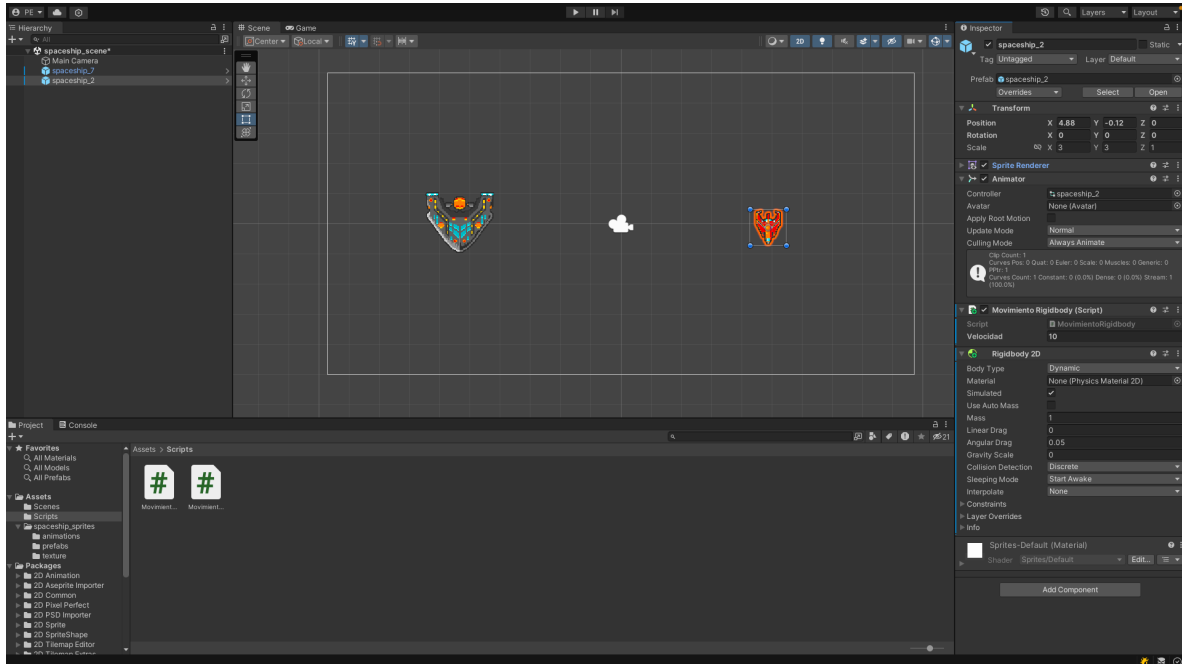 PE
Layers
Layout
Hierarchy
All
spaceship_scene*
Main Camera
spaceship_7
spaceship_2
Scene
Game
Center
Local
2D
Inspector
spaceship_2
Static
Tag Untagged
Layer Default
Prefab spaceship_2
Overrides
Select
Open
Transform
Position X 4.88 Y -0.12 Z 0
Rotation X 0 Y 0 Z 0
Scale X 3 Y 3 Z 1
Sprite Renderer
Animator
Controller spaceship_2
Avatar None (Avatar)
Apply Root Motion
Update Mode Normal
Culling Mode Always Animate
Clip Count: 1
Curves Pos: 0 Quat: 0 Euler: 0 Scale: 0 Muscles: 0 Generic: 0
PPtr: 1
Curves Count: 1 Constant: 0 (0.0%) Dense: 0 (0.0%) Stream: 1
(100.0%)
Movimiento Rigidbody (Script)
Script MovimientoRigidbody
Velocidad 10
Rigidbody 2D
Body Type Dynamic
Material None (Physics Material 2D)
Simulated
Use Auto Mass
Mass 1
Linear Drag 0
Angular Drag 0.05
Gravity Scale 0
Collision Detection Discrete
Sleeping Mode Start Awake
Interpolate None
Constraints
Layer Overrides
Info
Sprites-Default (Material)
Shader Sprites/Default
Edit...
Add Component
Project
Console
21
Favorites
All Materials
All Models
All Prefabs
Assets
Scenes
Scripts
spaceship_sprites
animations
prefabs
texture
Packages
2D Animation
2D Aseprite Importer
2D Common
2D Pixel Perfect
2D PSD Importer
2D Sprite
2D SpriteShape
2D Tilemap Editor
2D Tilemap Extras
Assets > Scripts
#
#
Movimient...
Movimient...